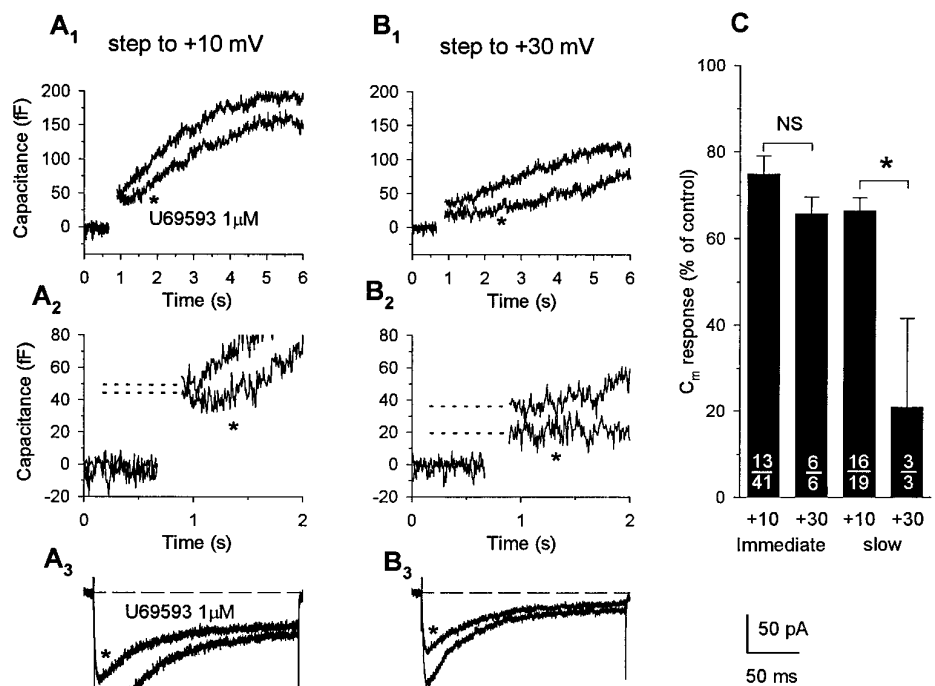 A1
step to +10 mV
B1
step to +30 mV
C
Capacitance (fF)
200
150
100
50
0
*
U69593 1μM
0 1 2 3 4 5 6
Time (s)
200
150
100
50
0
*
0 1 2 3 4 5 6
Time (s)
A2
Capacitance (fF)
80
60
40
20
0
-20
*
0 1 2
Time (s)
B2
80
60
40
20
0
-20
*
0 1 2
Time (s)
A3
U69593 1μM
*
B3
*
Cm response (% of control)
100
80
60
40
20
0
NS
*
13/41
6/6
16/19
3/3
+10 +30 +10 +30
Immediate slow
50 pA
50 ms